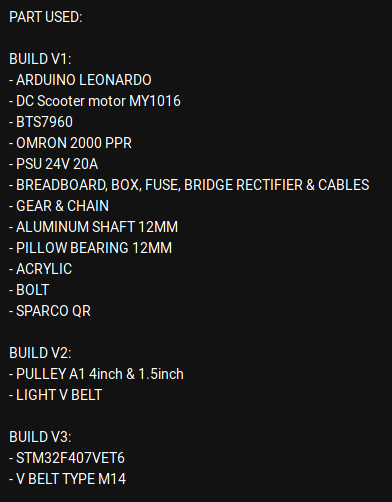 PART USED:
BUILD V1:
- ARDUINO LEONARDO
- DC Scooter motor MY1016
- BTS7960
- OMRON 2000 PPR
- PSU 24V 20A
- BREADBOARD, BOX, FUSE, BRIDGE RECTIFIER & CABLES
- GEAR & CHAIN
- ALUMINUM SHAFT 12MM
- PILLOW BEARING 12MM
- ACRYLIC
- BOLT
- SPARCO QR
BUILD V2:
- PULLEY A1 4inch & 1.5inch
- LIGHT V BELT
BUILD V3:
- STM32F407VET6
- V BELT TYPE M14